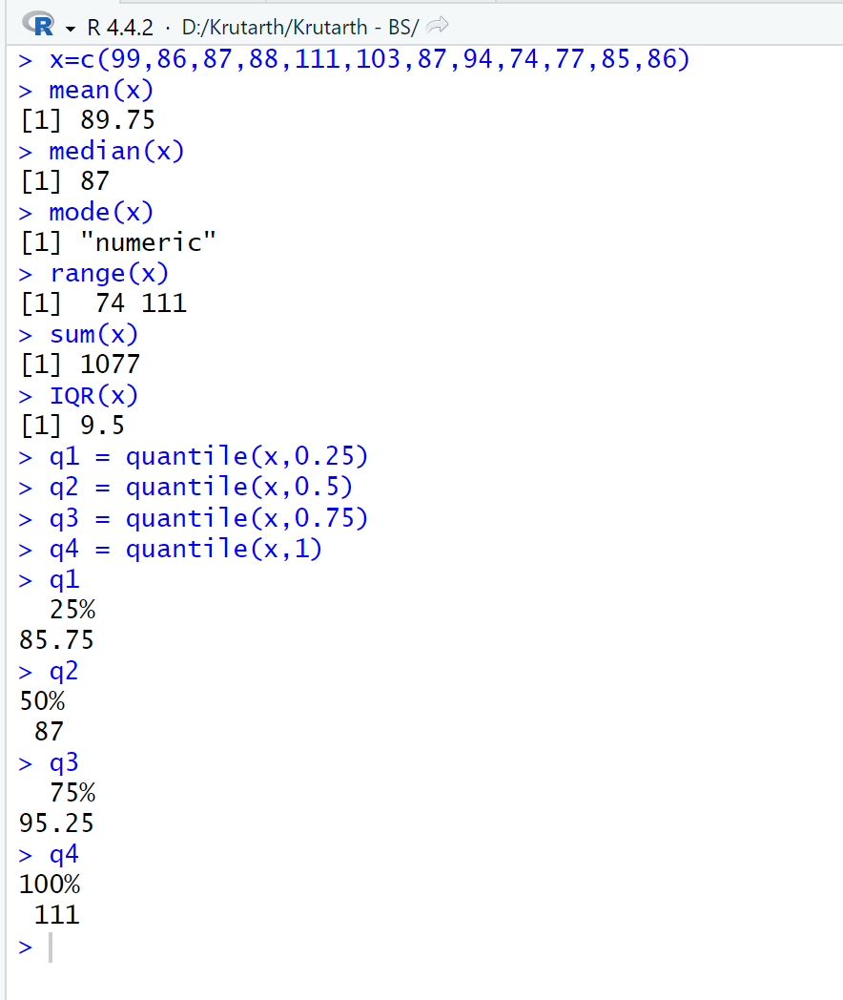 R R 4.4.2 · D:/Krutarth/Krutarth - BS/
> x=c(99,86,87,88,111,103,87,94,74,77,85,86)
> mean(x)
[1] 89.75
> median(x)
[1] 87
> mode(x)
[1] "numeric"
> range(x)
[1]  74 111
> sum(x)
[1] 1077
> IQR(x)
[1] 9.5
> q1 = quantile(x,0.25)
> q2 = quantile(x,0.5)
> q3 = quantile(x,0.75)
> q4 = quantile(x,1)
> q1
  25%
85.75
> q2
50%
 87
> q3
  75%
95.25
> q4
100%
 111
>